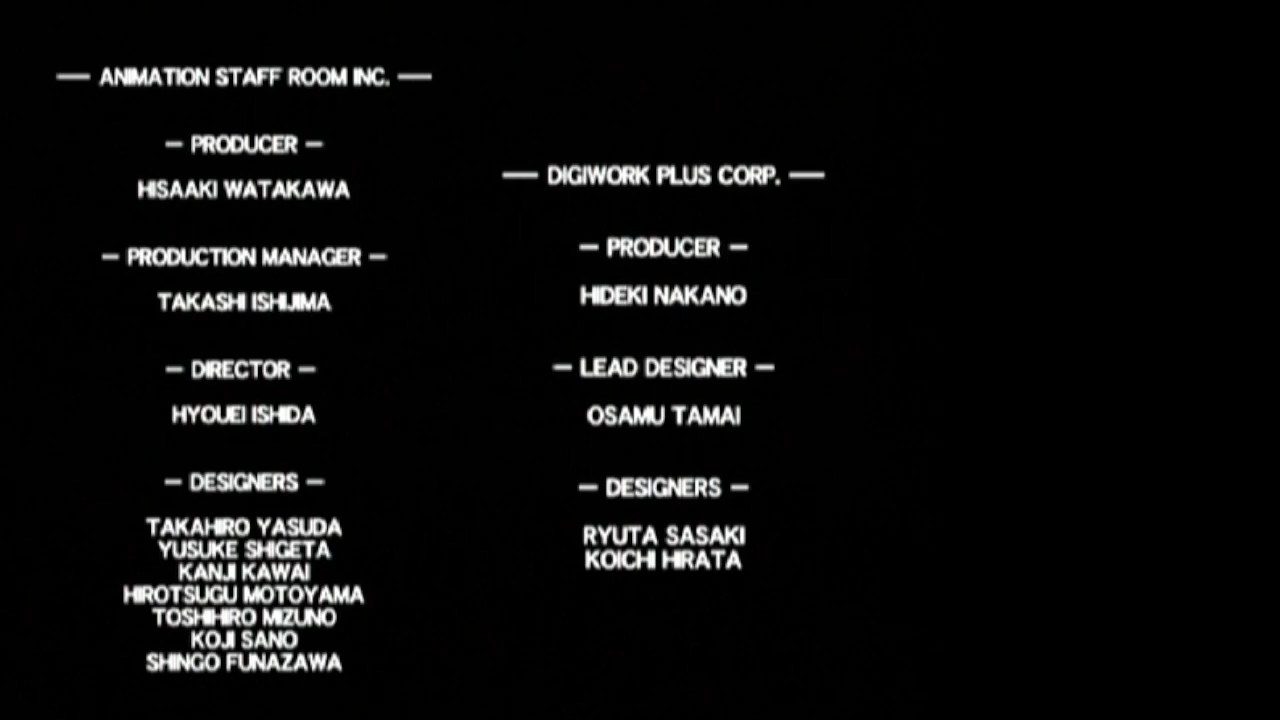 — ANIMATION STAFF ROOM INC. —
— PRODUCER —
HISAAKI WATAKAWA
— PRODUCTION MANAGER —
TAKASHI ISHIJIMA
— DIRECTOR —
HYOUEI ISHIDA
— DESIGNERS —
TAKAHIRO YASUDA
YUSUKE SHIGETA
KANJI KAWAI
HIROTSUGU MOTOYAMA
TOSHIHIRO MIZUNO
KOJI SANO
SHINGO FUNAZAWA
— DIGIWORK PLUS CORP. —
— PRODUCER —
HIDEKI NAKANO
— LEAD DESIGNER —
OSAMU TAMAI
— DESIGNERS —
RYUTA SASAKI
KOICHI HIRATA